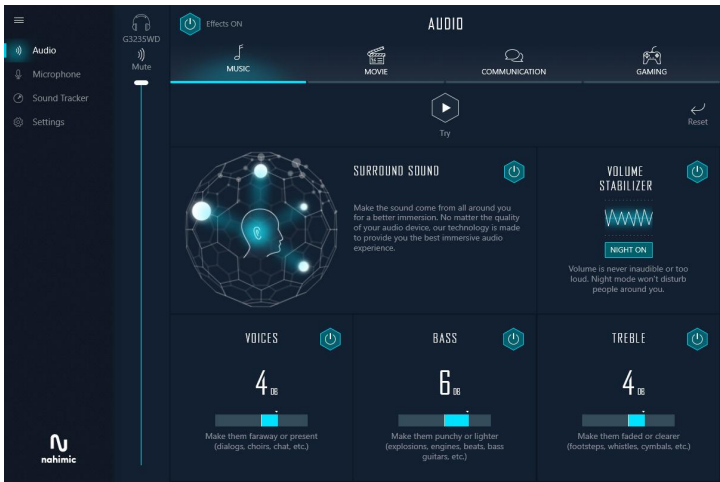 Audio
Microphone
Sound Tracker
Settings
nahimic
G3235WD
Mute
Effects ON
AUDIO
MUSIC
MOVIE
COMMUNICATION
GAMING
Try
Reset
SURROUND SOUND
Make the sound come from all around you
for a better immersion. No matter the quality
of your audio device, our technology is made
to provide you the best immersive audio
experience.
VOLUME
STABILIZER
NIGHT ON
Volume is never inaudible or too
loud. Night mode won't disturb
people around you.
VOICES
4 DB
Make them faraway or present
(dialogs, choirs, chat, etc.)
BASS
6 DB
Make them punchy or lighter
(explosions, engines, beats, bass
guitars, etc.)
TREBLE
4 DB
Make them faded or clearer
(footsteps, whistles, cymbals, etc.)